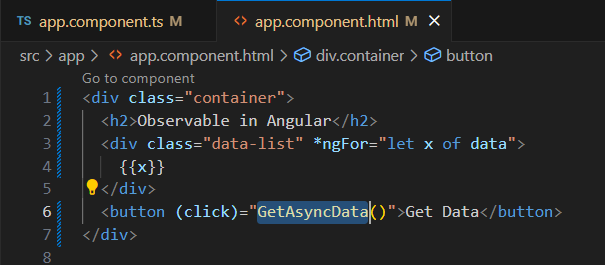 TS app.component.ts M <> app.component.html M ×
src > app > <> app.component.html > div.container > button
Go to component
1 <div class="container">
2 <h2>Observable in Angular</h2>
3 <div class="data-list" *ngFor="let x of data">
4 {{x}}
5 </div>
6 <button (click)="GetAsyncData()">Get Data</button>
7 </div>
8